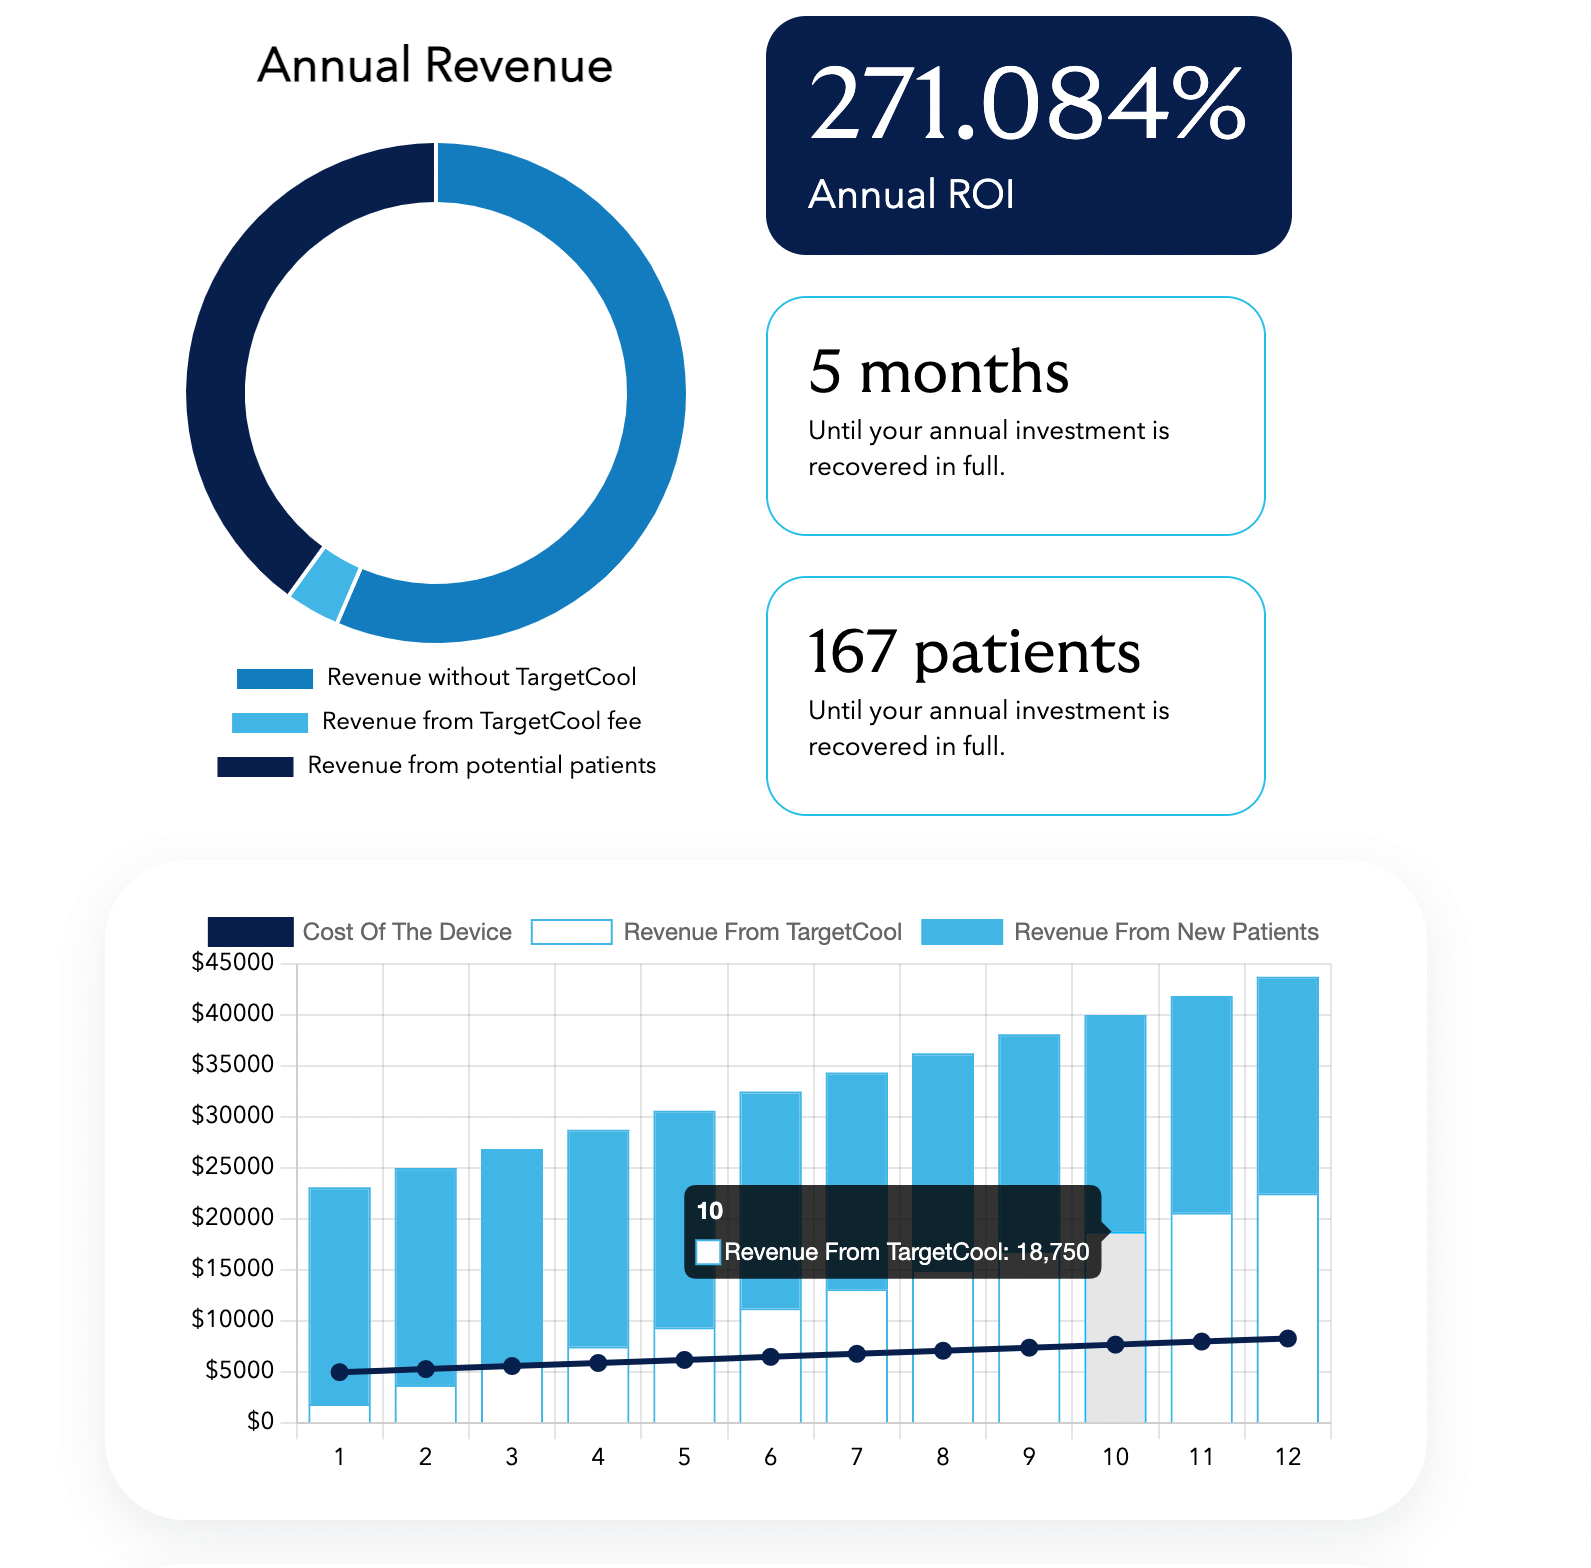 Annual Revenue
Revenue without TargetCool
Revenue from TargetCool fee
Revenue from potential patients
271.084%
Annual ROI
5 months
Until your annual investment is
recovered in full.
167 patients
Until your annual investment is
recovered in full.
Cost Of The Device Revenue From TargetCool Revenue From New Patients
$45000
$40000
$35000
$30000
$25000
$20000
$15000
$10000
$5000
$0
10
Revenue From TargetCool: 18,750
1 2 3 4 5 6 7 8 9 10 11 12